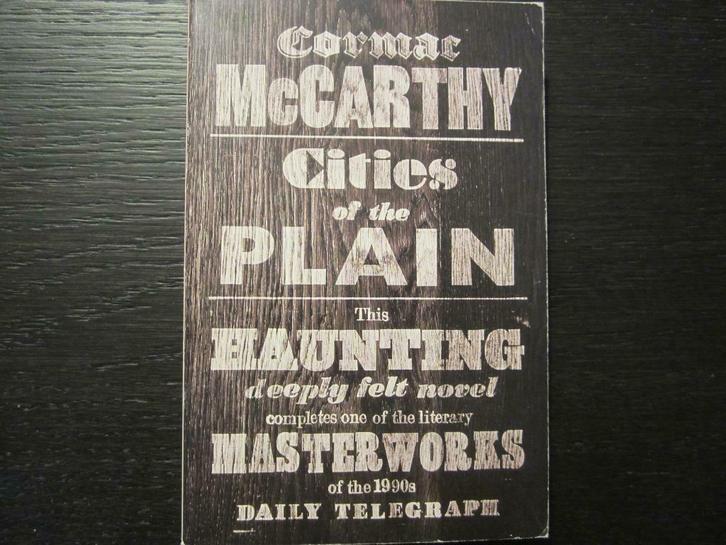 Cormac
McCARTHY
Cities
of the
PLAIN
This
HAUNTING
deeply felt novel
completes one of the literary
MASTERWORKS
of the 1990s
DAILY TELEGRAPH